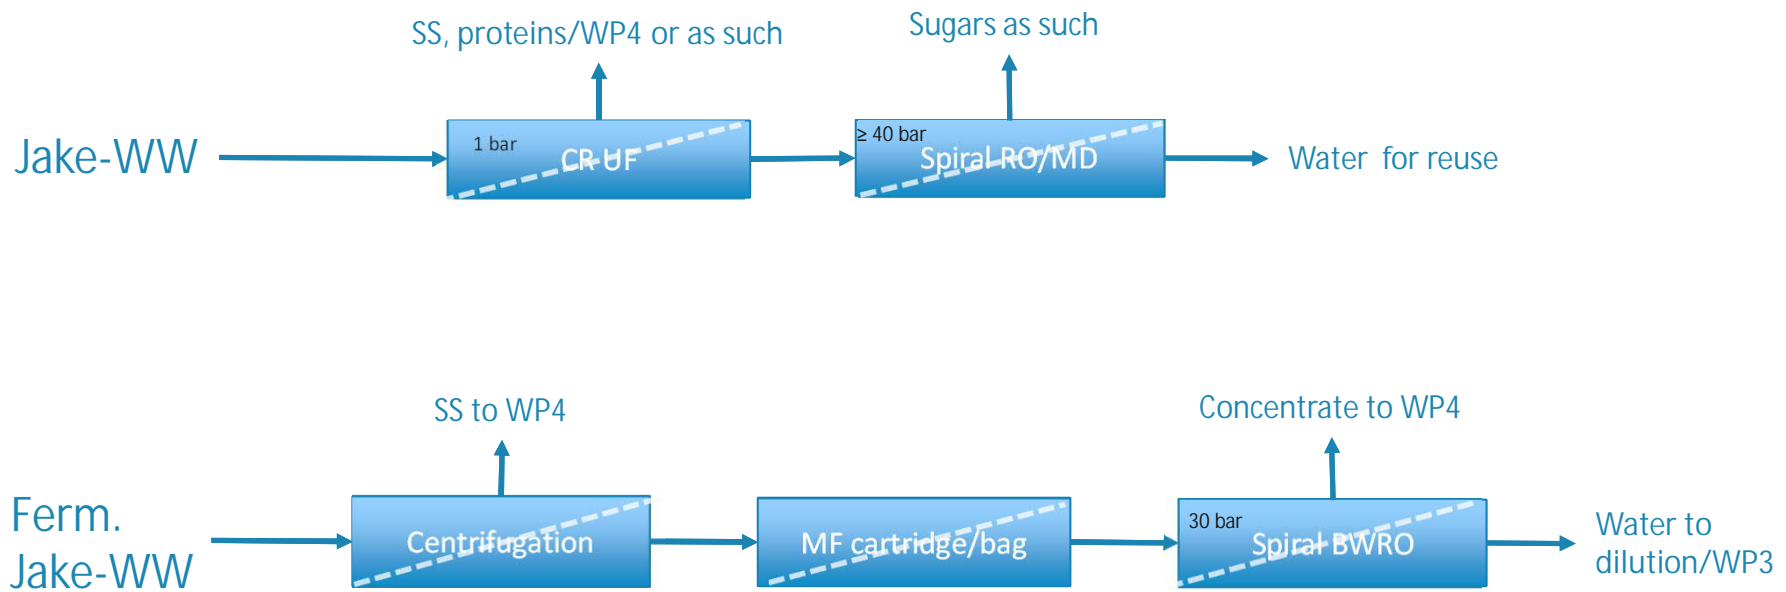 SS, proteins/WP4 or as such
Sugars as such
Jake-WW
1 bar
CR UF
≥ 40 bar
Spiral RO/MD
Water for reuse
SS to WP4
Concentrate to WP4
Ferm.
Jake-WW
Centrifugation
MF cartridge/bag
30 bar
Spiral BWRO
Water to
dilution/WP3